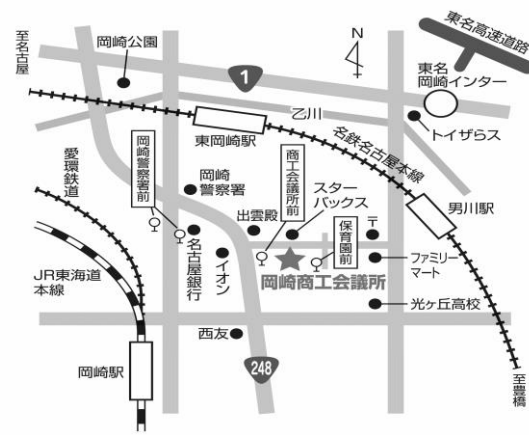 至名古屋
岡崎公園
N
東名高速道路
1
東名
岡崎インター
乙川
トイザらス
東岡崎駅
名鉄名古屋本線
愛環鉄道
岡崎警察署前
岡崎
警察署
商工会議所前
スター
バックス
男川駅
出雲殿
保育園前
〒
名古屋銀行
イオン
ファミリー
マート
JR東海道
本線
岡崎商工会議所
光ヶ丘高校
西友
岡崎駅
248
至豊橋